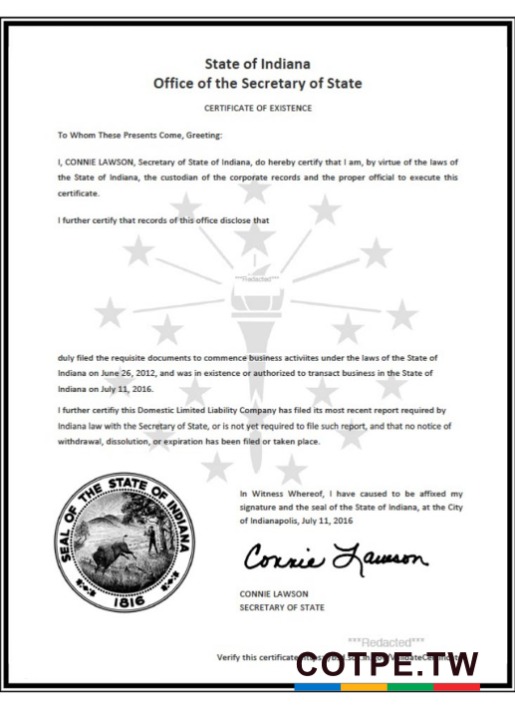 State of Indiana
Office of the Secretary of State
CERTIFICATE OF EXISTENCE
To Whom These Presents Come, Greeting:
I, CONNIE LAWSON, Secretary of State of Indiana, do hereby certify that I am, by virtue of the laws of
the State of Indiana, the custodian of the corporate records and the proper official to execute this
certificate.
I further certify that records of this office disclose that
***Redacted***
duly filed the requisite documents to commence business activiites under the laws of the State of
Indiana on June 26, 2012, and was in existence or authorized to transact business in the State of
Indiana on July 11, 2016.
I further certifiy this Domestic Limited Liability Company has filed its most recent report required by
Indiana law with the Secretary of State, or is not yet required to file such report, and that no notice of
withdrawal, dissolution, or expiration has been filed or taken place.
SEAL OF THE STATE OF INDIANA
1816
In Witness Whereof, I have caused to be affixed my
signature and the seal of the State of Indiana, at the City
of Indianapolis, July 11, 2016
Connie Lawson
CONNIE LAWSON
SECRETARY OF STATE
***Redacted***
Verify this certificate
COTPE.TW